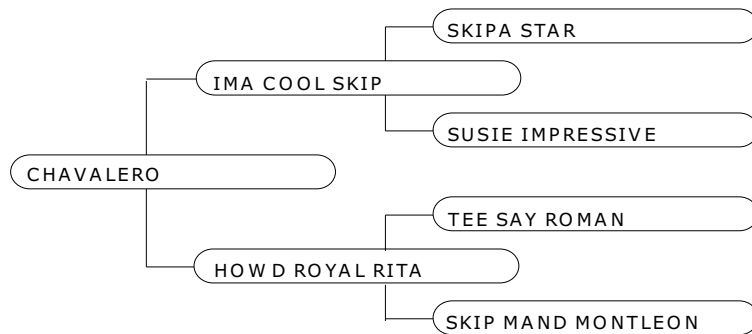 SKIPA STAR
IMA COOL SKIP
SUSIE IMPRESSIVE
CHAVALERO
TEE SAY ROMAN
HOW D ROYAL RITA
SKIP MAND MONTLEON